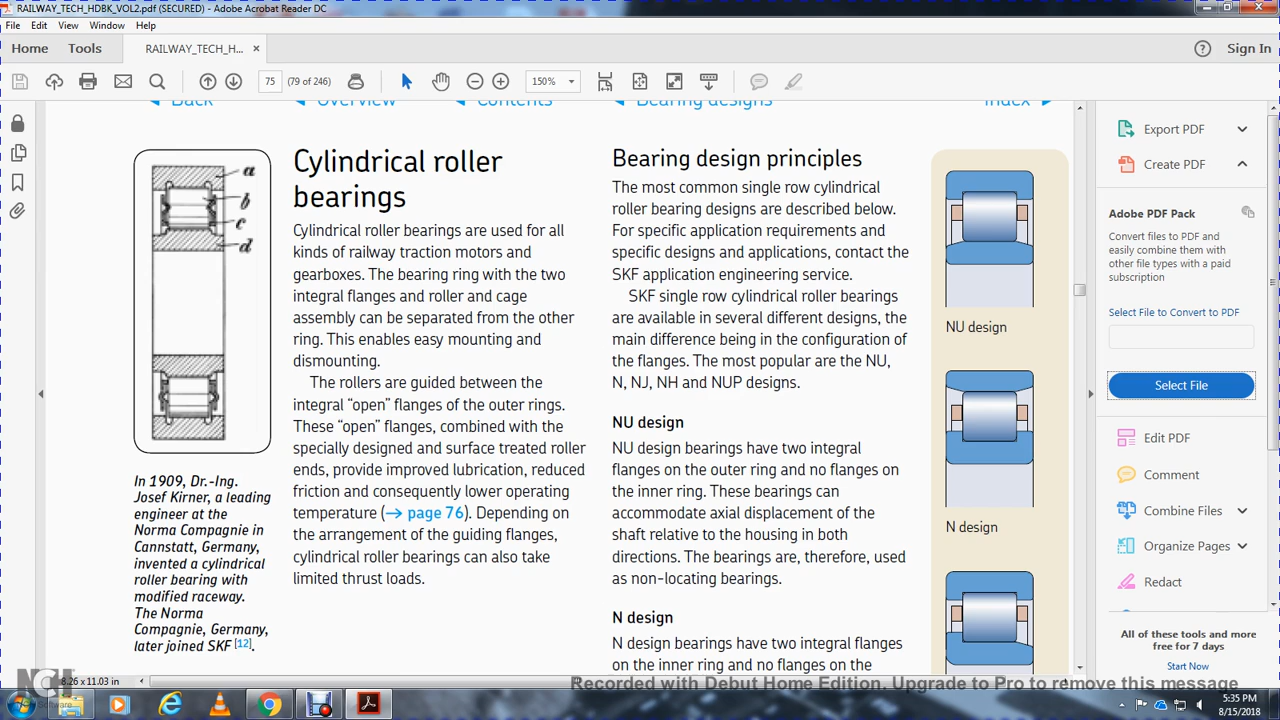 RAILWAY_TECH_HDBK_VOL2.pdf (SECURED) - Adobe Acrobat Reader DC
File Edit View Window Help
Home Tools RAILWAY_TECH_H... × ? Sign In
75 (79 of 246) 150%
Back Overview Contents Bearing designs Index
a
b
c
d
In 1909, Dr.-Ing.
Josef Kirner, a leading
engineer at the
Norma Compagnie in
Cannstatt, Germany,
invented a cylindrical
roller bearing with
modified raceway.
The Norma
Compagnie, Germany,
later joined SKF [12].
Cylindrical roller
bearings
Cylindrical roller bearings are used for all
kinds of railway traction motors and
gearboxes. The bearing ring with the two
integral flanges and roller and cage
assembly can be separated from the other
ring. This enables easy mounting and
dismounting.
The rollers are guided between the
integral “open” flanges of the outer rings.
These “open” flanges, combined with the
specially designed and surface treated roller
ends, provide improved lubrication, reduced
friction and consequently lower operating
temperature (→ page 76). Depending on
the arrangement of the guiding flanges,
cylindrical roller bearings can also take
limited thrust loads.
Bearing design principles
The most common single row cylindrical
roller bearing designs are described below.
For specific application requirements and
specific designs and applications, contact the
SKF application engineering service.
SKF single row cylindrical roller bearings
are available in several different designs, the
main difference being in the configuration of
the flanges. The most popular are the NU,
N, NJ, NH and NUP designs.
NU design
NU design bearings have two integral
flanges on the outer ring and no flanges on
the inner ring. These bearings can
accommodate axial displacement of the
shaft relative to the housing in both
directions. The bearings are, therefore, used
as non-locating bearings.
N design
N design bearings have two integral flanges
on the inner ring and no flanges on the
NU design
N design
Export PDF
Create PDF
Adobe PDF Pack
Convert files to PDF and
easily combine them with
other file types with a paid
subscription
Select File to Convert to PDF
Select File
Edit PDF
Comment
Combine Files
Organize Pages
Redact
All of these tools and more
free for 7 days
Start Now
8.26 x 11.03 in
NCH
Software
Recorded with Debut Home Edition. Upgrade to Pro to remove this message
5:35 PM
8/15/2018